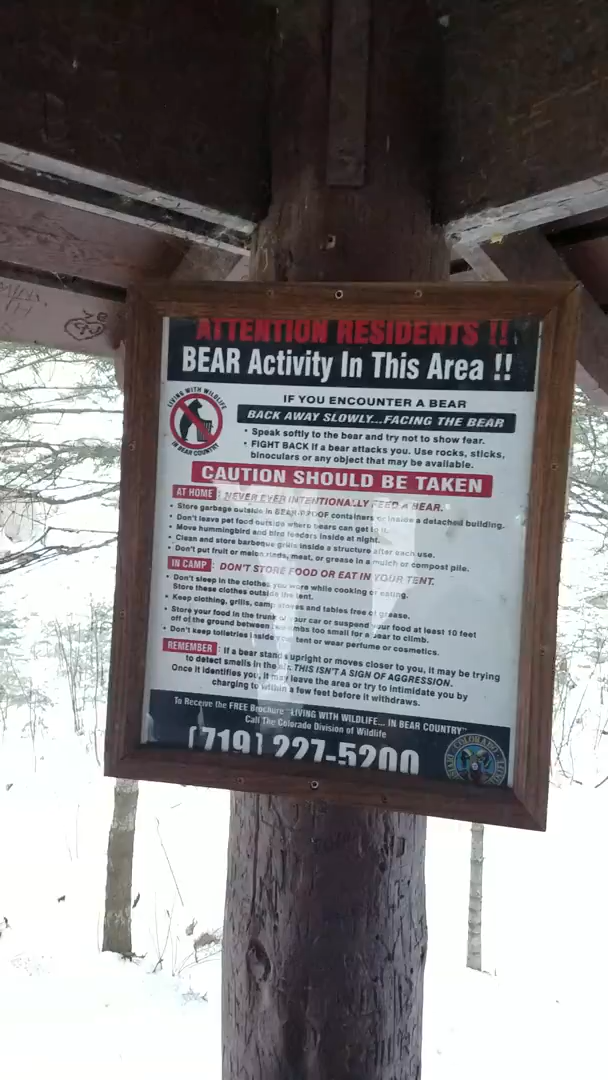 ATTENTION RESIDENTS !!
BEAR Activity In This Area !!
LIVING WITH WILDLIFE
IN BEAR COUNTRY
IF YOU ENCOUNTER A BEAR
BACK AWAY SLOWLY...FACING THE BEAR
• Speak softly to the bear and try not to show fear.
• FIGHT BACK if a bear attacks you. Use rocks, sticks,
binoculars or any object that may be available.
CAUTION SHOULD BE TAKEN
AT HOME : NEVER EVER INTENTIONALLY FEED A BEAR.
• Store garbage outside in BEAR-PROOF containers or inside a detached building.
• Don't leave pet food outside where bears can get to it.
• Move hummingbird and bird feeders inside at night.
• Clean and store barbeque grills inside a structure after each use.
• Don't put fruit or melon rinds, meat, or grease in a mulch or compost pile.
IN CAMP : DON'T STORE FOOD OR EAT IN YOUR TENT.
• Don't sleep in the clothes you wore while cooking or eating.
Store these clothes outside the tent.
• Keep clothing, grills, camp stoves and tables free of grease.
• Store your food in the trunk of your car or suspend your food at least 10 feet
off of the ground between limbs too small for a bear to climb.
• Don't keep toiletries inside your tent or wear perfume or cosmetics.
REMEMBER : If a bear stands upright or moves closer to you, it may be trying
to detect smells in the air. THIS ISN'T A SIGN OF AGGRESSION.
Once it identifies you, it may leave the area or try to intimidate you by
charging to within a few feet before it withdraws.
To Receive the FREE Brochure "LIVING WITH WILDLIFE... IN BEAR COUNTRY"
Call The Colorado Division of Wildlife
(719) 227-5200
COLORADO